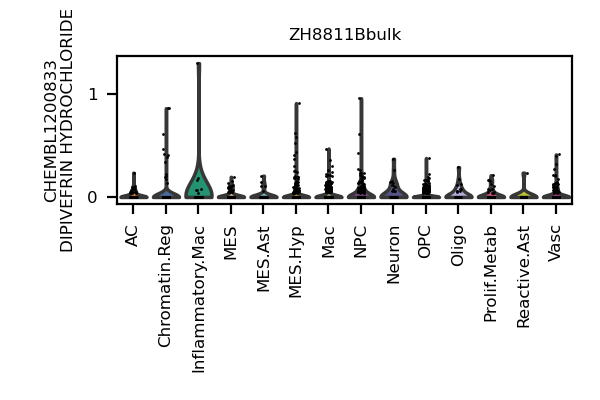 ZH8811Bbulk
CHEMBL1200833
DIPIVEFRIN HYDROCHLORIDE
1
0
AC
Chromatin.Reg
Inflammatory.Mac
MES
MES.Ast
MES.Hyp
Mac
NPC
Neuron
OPC
Oligo
Prolif.Metab
Reactive.Ast
Vasc